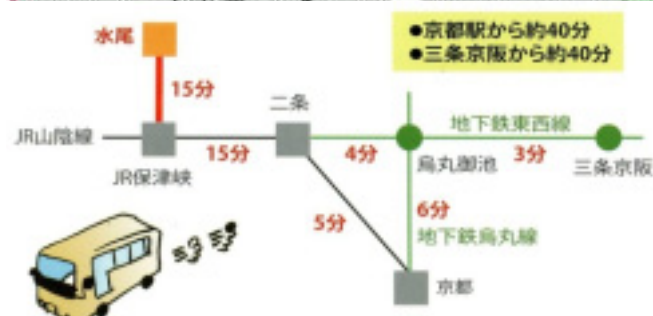 水尾
●京都駅から約40分
●三条京阪から約40分
15分
二条
JR山陰線
地下鉄東西線
15分
4分
3分
JR保津峡
烏丸御池
三条京阪
5分
6分
地下鉄烏丸線
京都